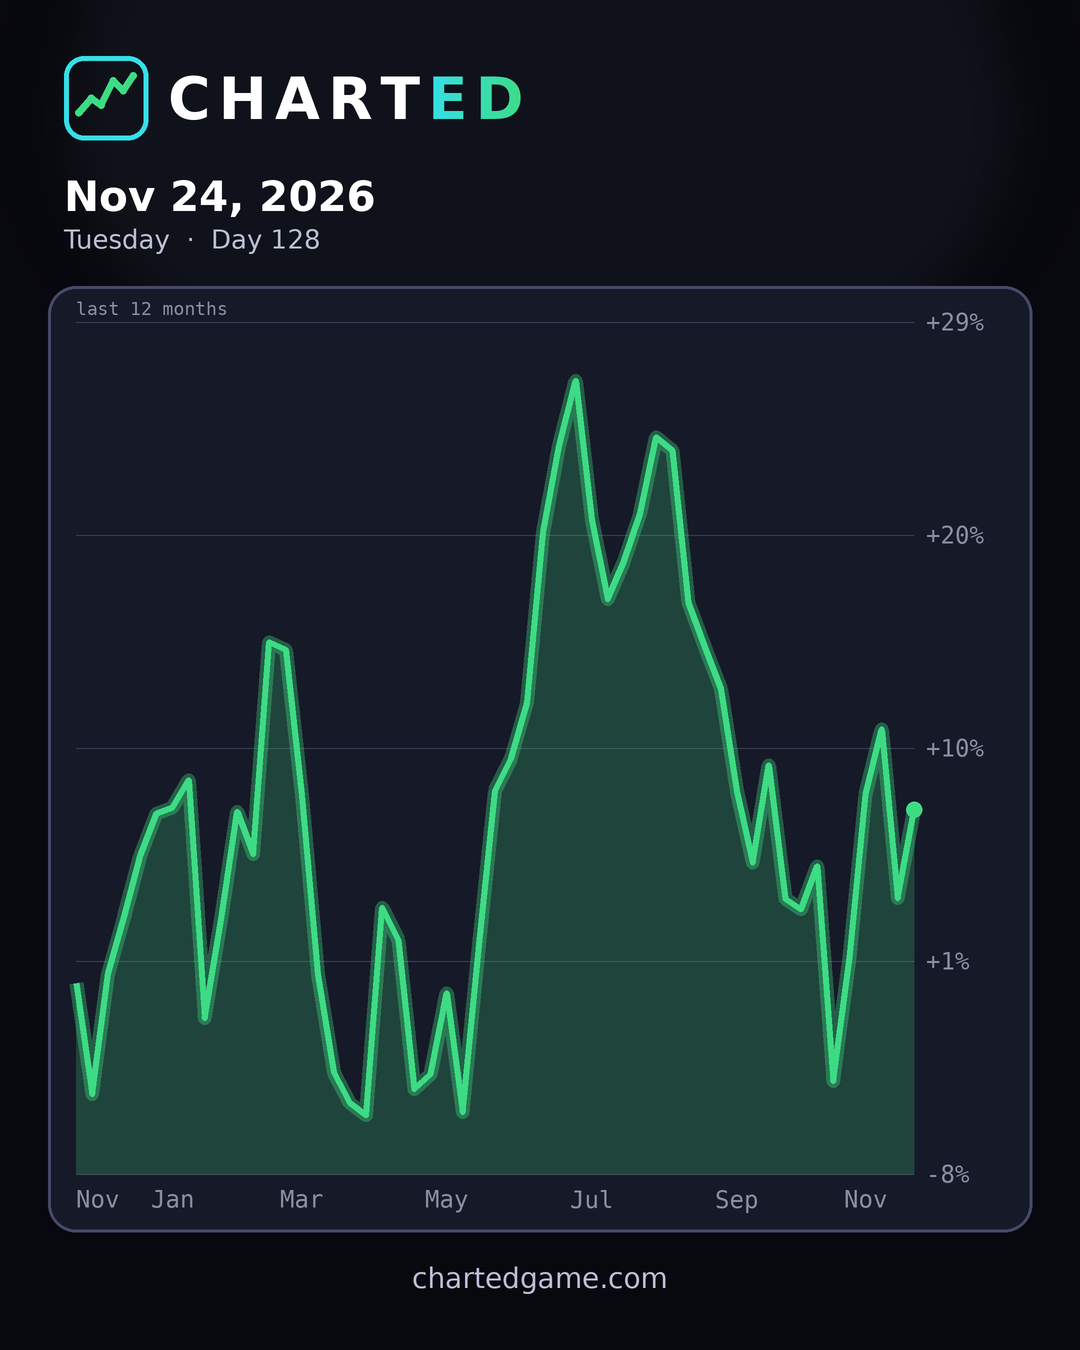 CHARTED
Nov 24, 2026
Tuesday · Day 128
last 12 months
+29%
+20%
+10%
+1%
-8%
Nov Jan Mar May Jul Sep Nov
chartedgame.com